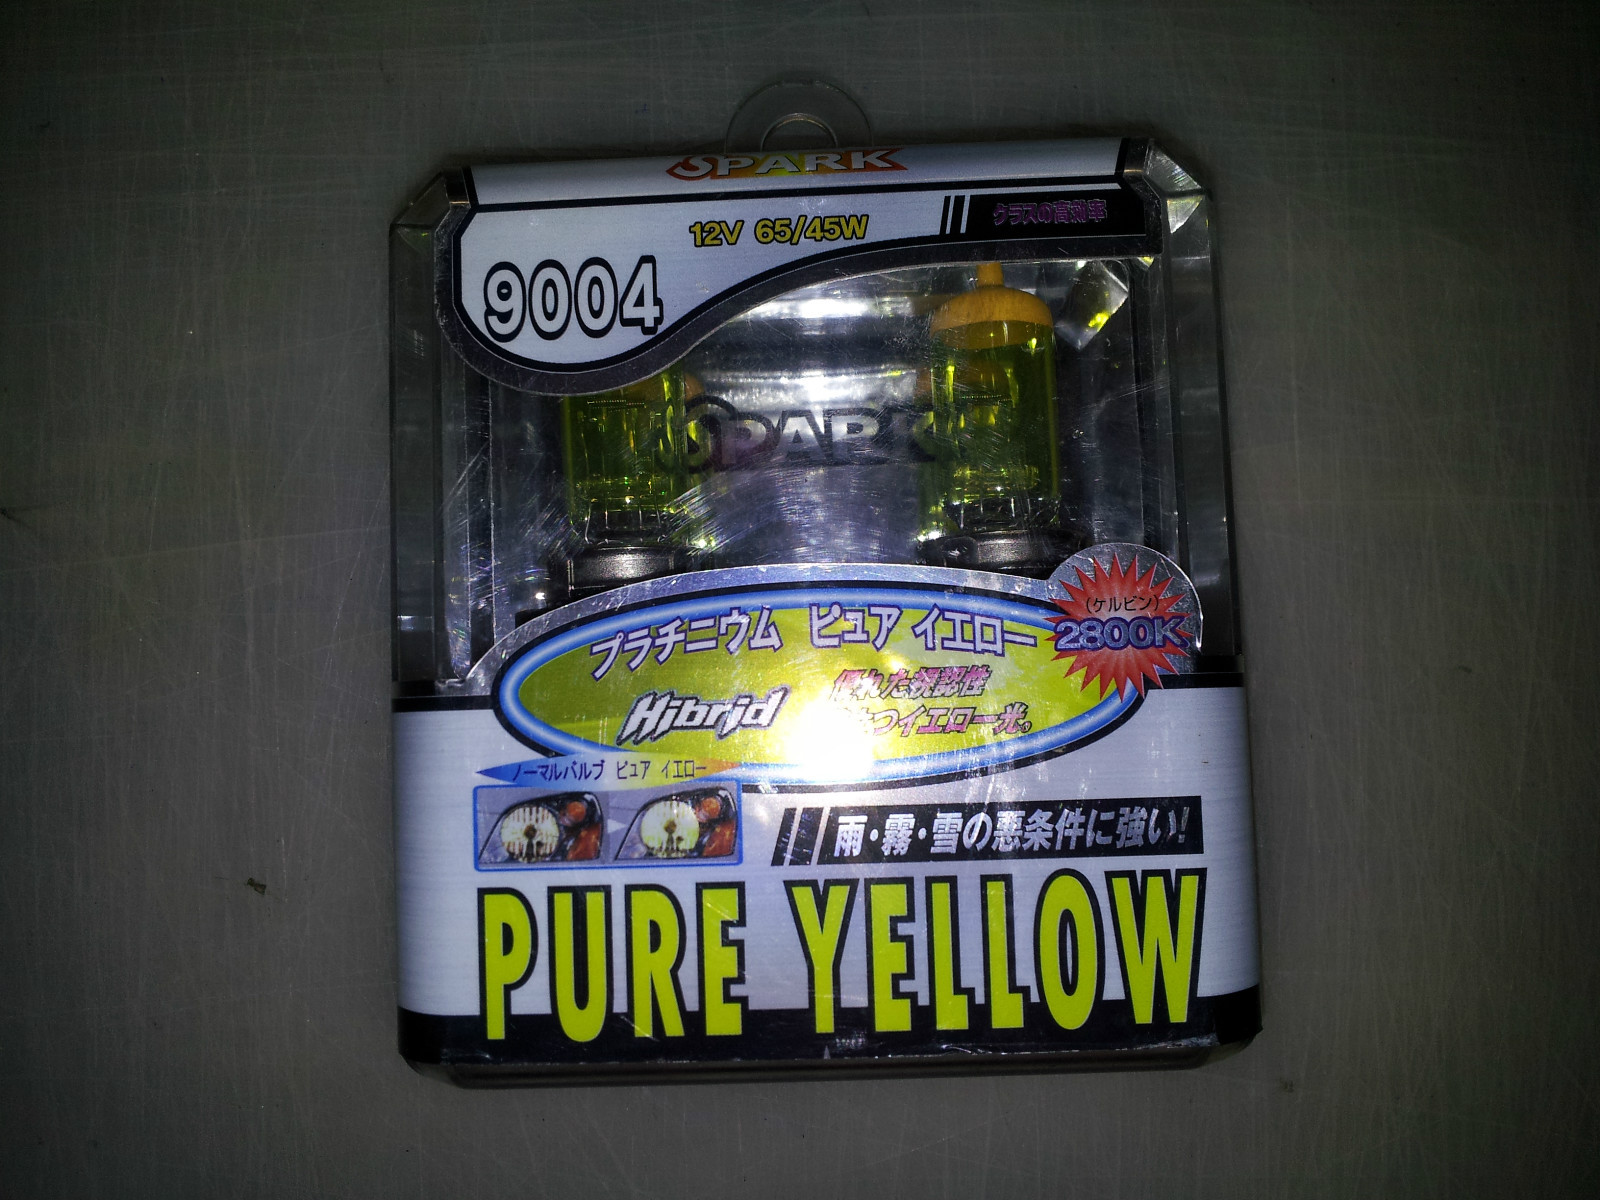 SPARK
12V 65/45W
クラスの高効率
9004
SPARK
(ケルビン)
2800K
プラチニウム ピュア イエロー
Hibrid
優れた視認性
つイエロー光。
ノーマルバルブ ピュア イエロー
雨・霧・雪の悪条件に強い!
PURE YELLOW